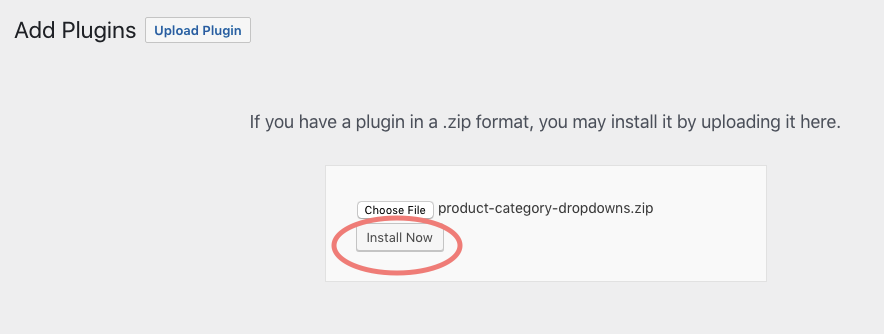 Add Plugins Upload Plugin
If you have a plugin in a .zip format, you may install it by uploading it here.
Choose File product-category-dropdowns.zip
Install Now